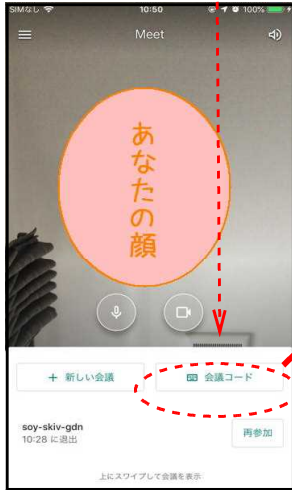 SIMなし 10:50 100%
Meet
あなたの顔
+ 新しい会議 会議コード
soy-skiv-gdn
10:28 に退出
再参加
上にスワイプして会議を表示